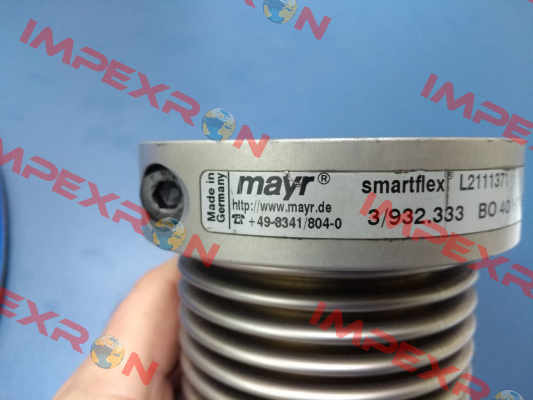 Made in
Germany
mayr®
http://www.mayr.de
☎ +49-8341/804-0
smartflex® L2111371
3/932.333 BO 40
IMPEXRON
IMPEXRON
IMPEXRON
IMPEXRON
IMPEXRON